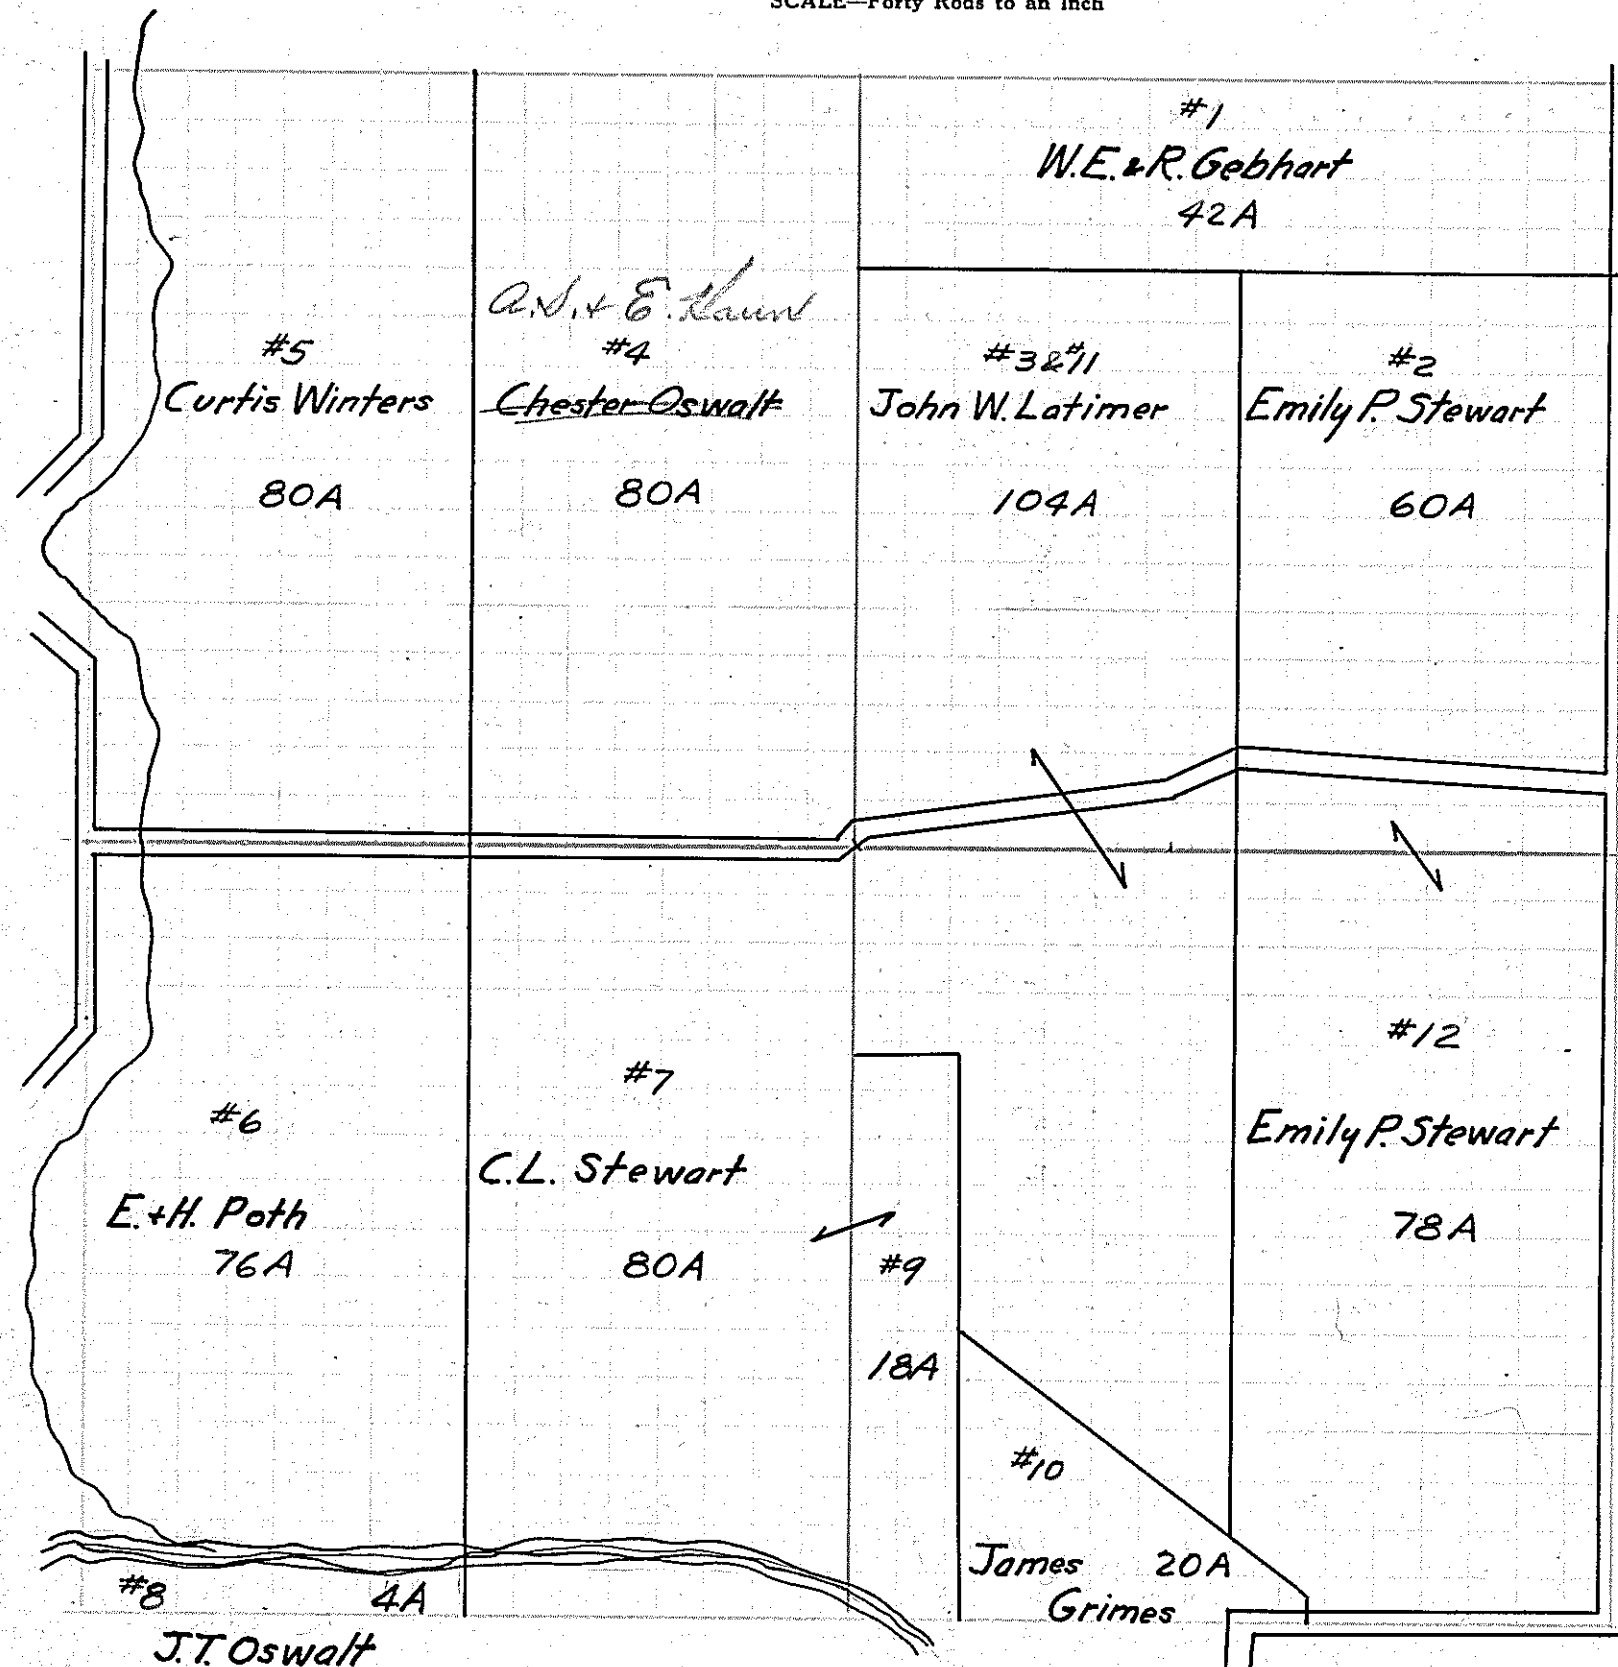 SCALE—Forty Rods to an Inch
#1
W.E. & R. Gebhart
42A
A.D. + E.
#5
Curtis Winters
80A
#4
Chester Oswalt
80A
#3 & #11
John W. Latimer
104A
#2
Emily P. Stewart
60A
#6
E. + H. Poth
76A
#7
C.L. Stewart
80A
#9
18A
#12
Emily P. Stewart
78A
#10
James 20A
Grimes
#8 4A
J.T. Oswalt